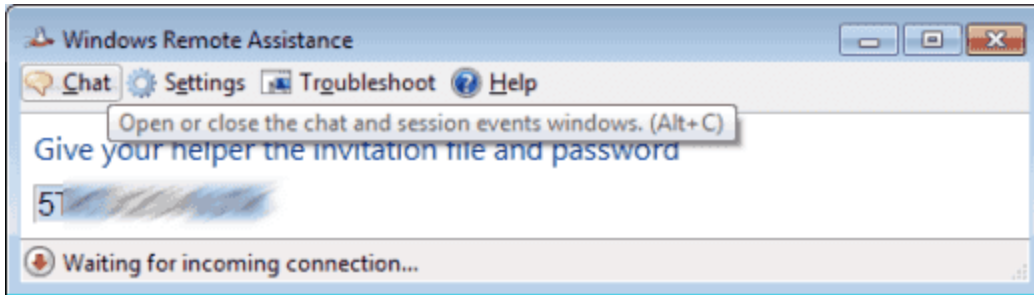 Windows Remote Assistance
Chat Settings Troubleshoot Help
Open or close the chat and session events windows. (Alt+C)
Give your helper the invitation file and password
5T
Waiting for incoming connection...